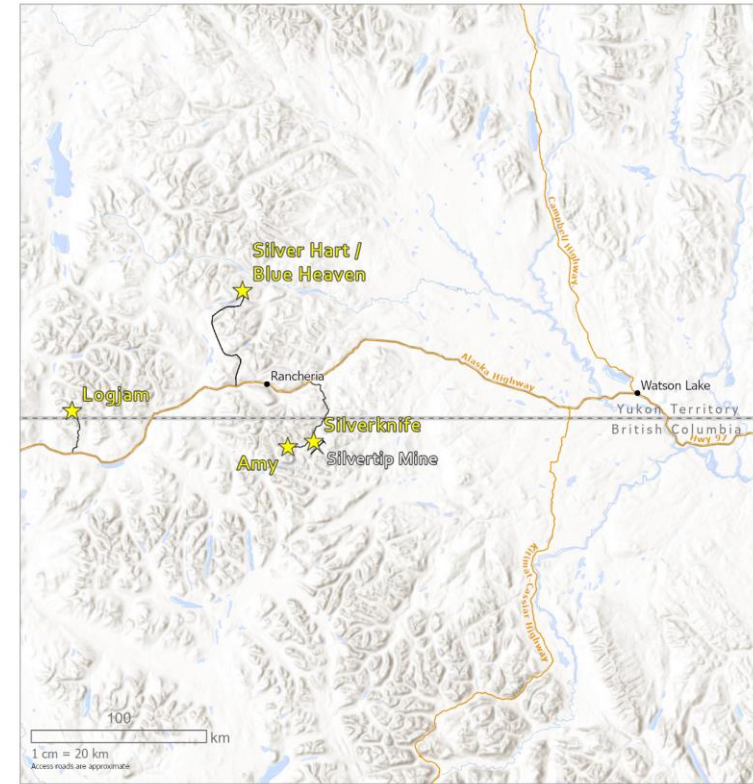 Silver Hart /
Blue Heaven
Campbell Highway
Rancheria
Alaska Highway
Watson Lake
Logjam
Yukon Territory
British Columbia
Silverknife
Hwy 97
Amy
Silvertip Mine
Kitimat Cassiar Highway
100
km
1 cm = 20 km
Access roads are approximate